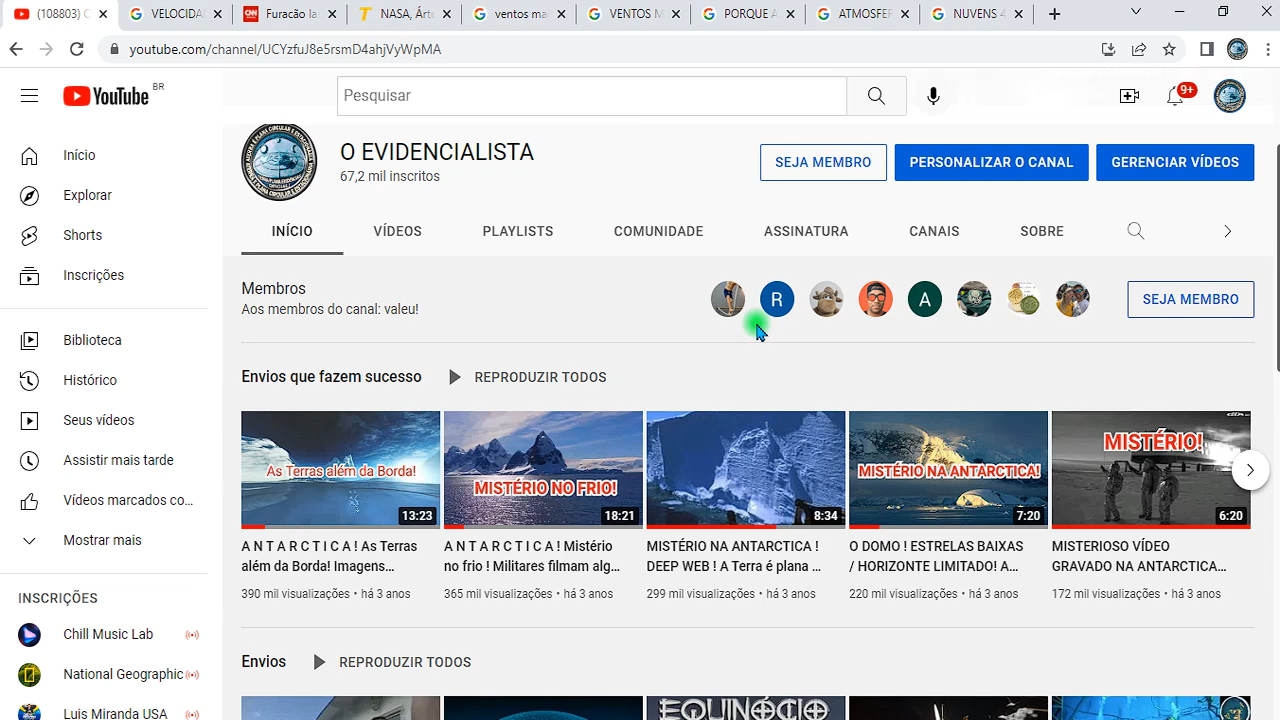 (108803) C
VELOCIDA
Furacão Ia
NASA, Árte
ventos ma
VENTOS M
PORQUE A
ATMOSFE
NUVENS 4
youtube.com/channel/UCYzfuJ8e5rsmD4ahjVyWpMA
YouTube BR
Pesquisar
9+
Início
Explorar
Shorts
Inscrições
Biblioteca
Histórico
Seus vídeos
Assistir mais tarde
Vídeos marcados co...
Mostrar mais
INSCRIÇÕES
Chill Music Lab
National Geographic
Luis Miranda USA
O EVIDENCIALISTA
67,2 mil inscritos
SEJA MEMBRO
PERSONALIZAR O CANAL
GERENCIAR VÍDEOS
INÍCIO
VÍDEOS
PLAYLISTS
COMUNIDADE
ASSINATURA
CANAIS
SOBRE
Membros
Aos membros do canal: valeu!
R
A
SEJA MEMBRO
Envios que fazem sucesso
REPRODUZIR TODOS
As Terras além da Borda!
13:23
A N T A R C T I C A ! As Terras
além da Borda! Imagens...
390 mil visualizações • há 3 anos
MISTÉRIO NO FRIO!
18:21
A N T A R C T I C A ! Mistério
no frio ! Militares filmam alg...
365 mil visualizações • há 3 anos
8:34
MISTÉRIO NA ANTARCTICA !
DEEP WEB ! A Terra é plana ...
299 mil visualizações • há 3 anos
MISTÉRIO NA ANTARCTICA!
7:20
O DOMO ! ESTRELAS BAIXAS
/ HORIZONTE LIMITADO! A...
220 mil visualizações • há 3 anos
MISTÉRIO!
6:20
MISTERIOSO VÍDEO
GRAVADO NA ANTARCTICA...
172 mil visualizações • há 3 anos
Envios
REPRODUZIR TODOS
EQUINÓCIO